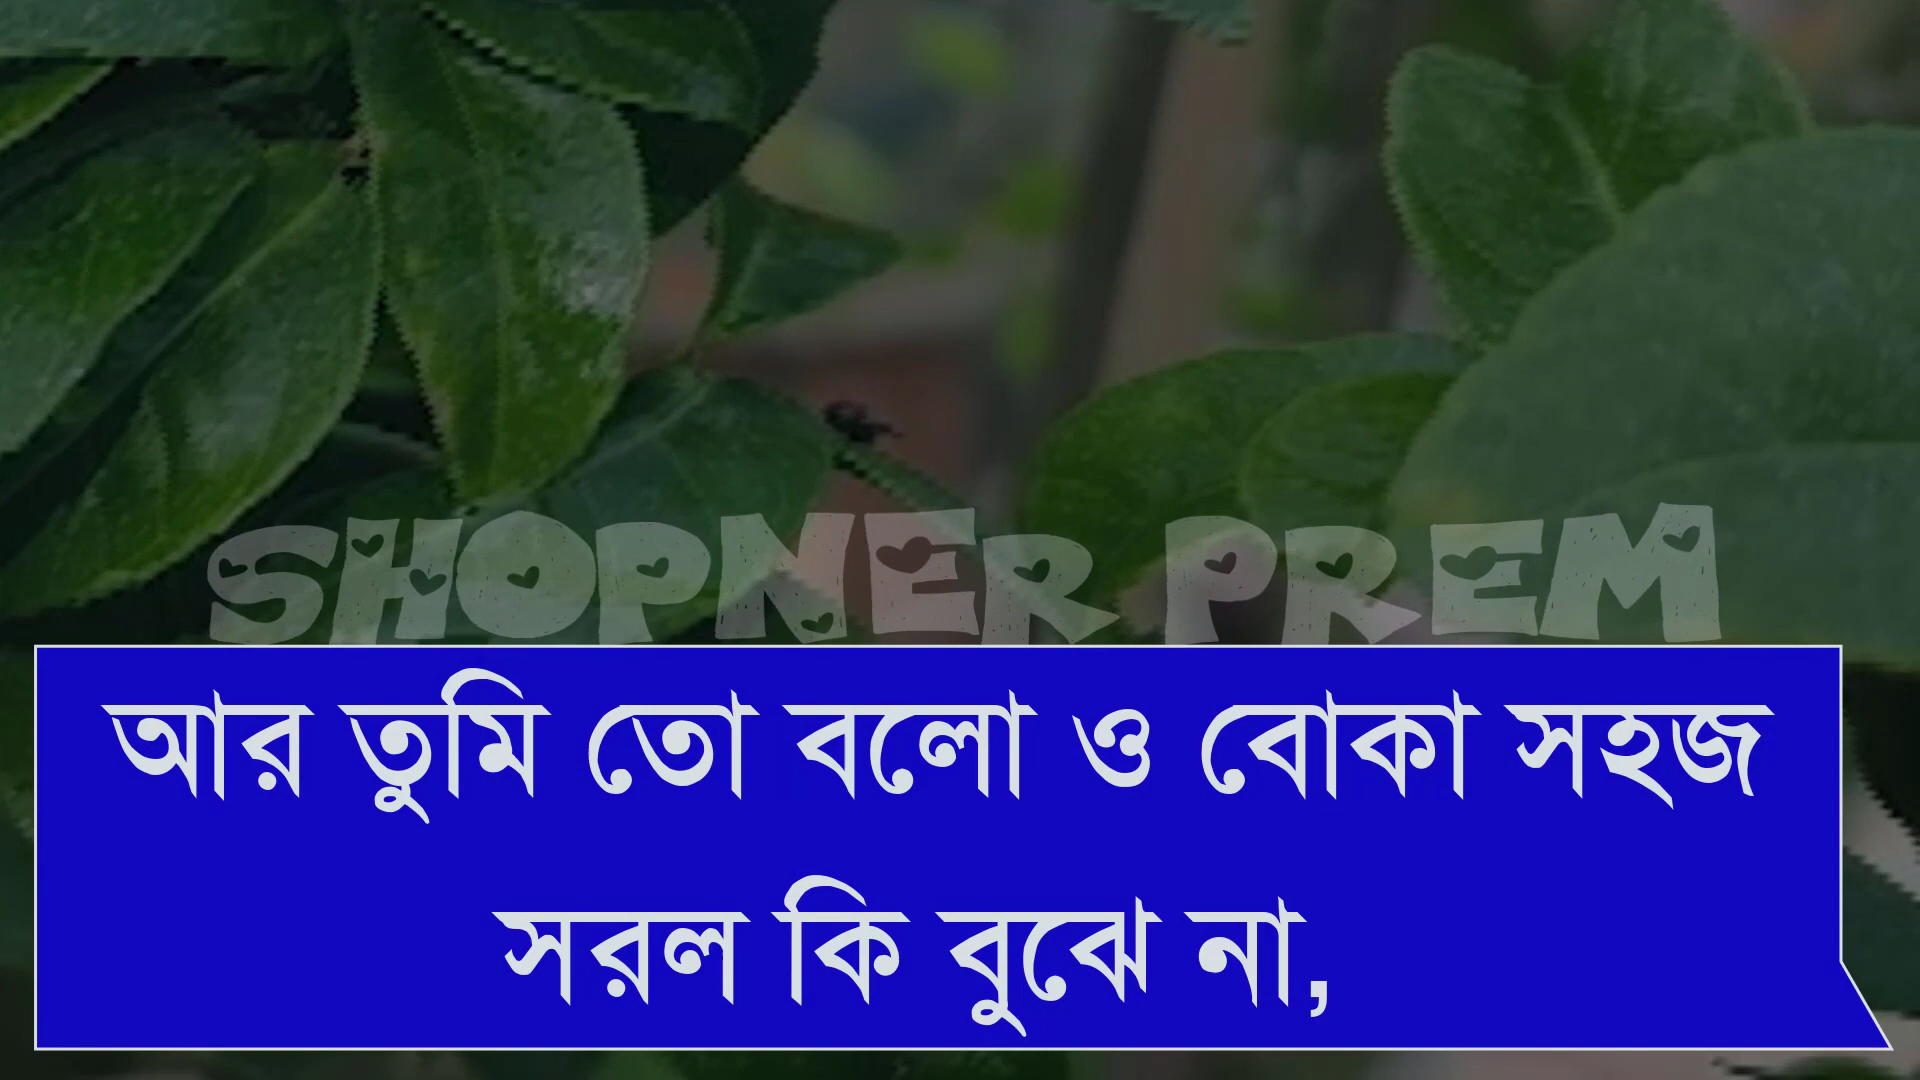 SHOPNER PREM
আর তুমি তো বলো ও বোকা সহজ
সরল কি বুঝে না,